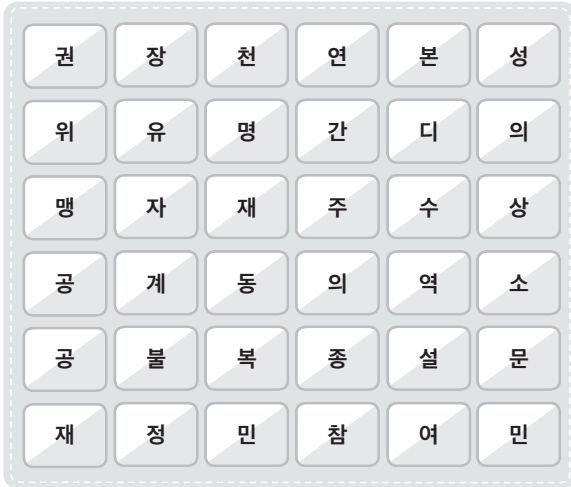 권 장 천 연 본 성
위 유 명 간 디 의
맹 자 재 주 수 상
공 계 동 의 역 소
공 불 복 종 설 문
재 정 민 참 여 민